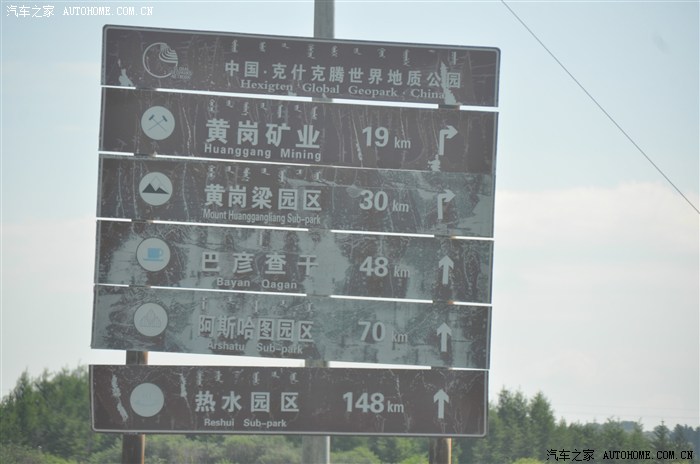 汽车之家 | AUTOHOME.COM.CN
中国·克什克腾世界地质公园
Hexigten Global Geopark·China
黄岗矿业 19 km
Huanggang Mining
黄岗梁园区 30 km
Mount Huanggangliang Sub-park
巴彦查干 48 km
Bayan Qagan
阿斯哈图园区 70 km
Arshatu Sub-park
热水园区 148 km
Reshui Sub-park
汽车之家 | AUTOHOME.COM.CN